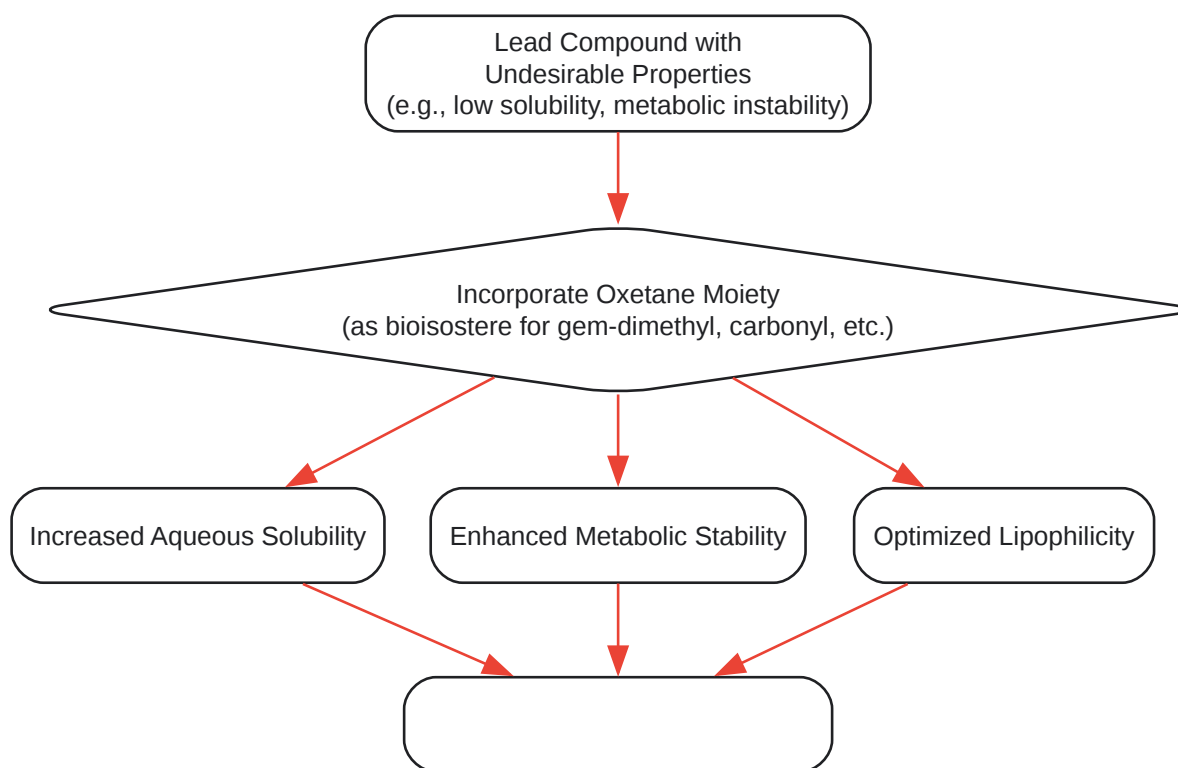 Lead Compound with
Undesirable Properties
(e.g., low solubility, metabolic instability)
Incorporate Oxetane Moiety
(as bioisostere for gem-dimethyl, carbonyl, etc.)
Increased Aqueous Solubility
Enhanced Metabolic Stability
Optimized Lipophilicity